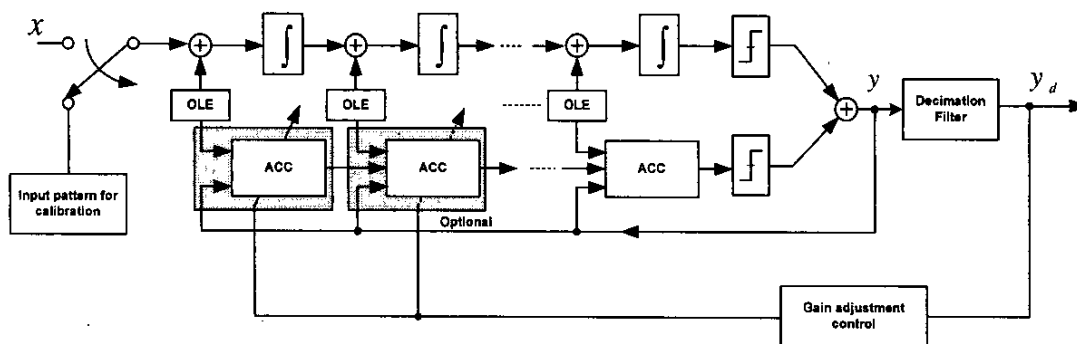 x
y
y d
OLE
OLE
OLE
Decimation
Filter
ACC
ACC
ACC
Input pattern for
calibration
Optional
Gain adjustment
control